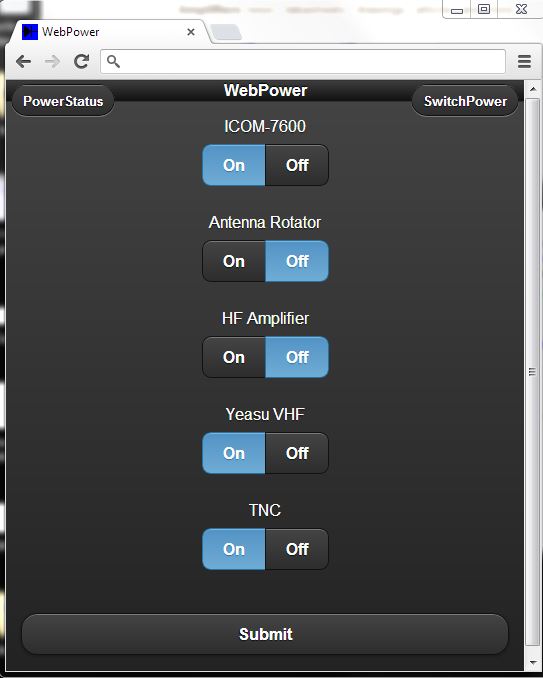 WebPower
PowerStatus
WebPower
SwitchPower
ICOM-7600
On Off
Antenna Rotator
On Off
HF Amplifier
On Off
Yeasu VHF
On Off
TNC
On Off
Submit